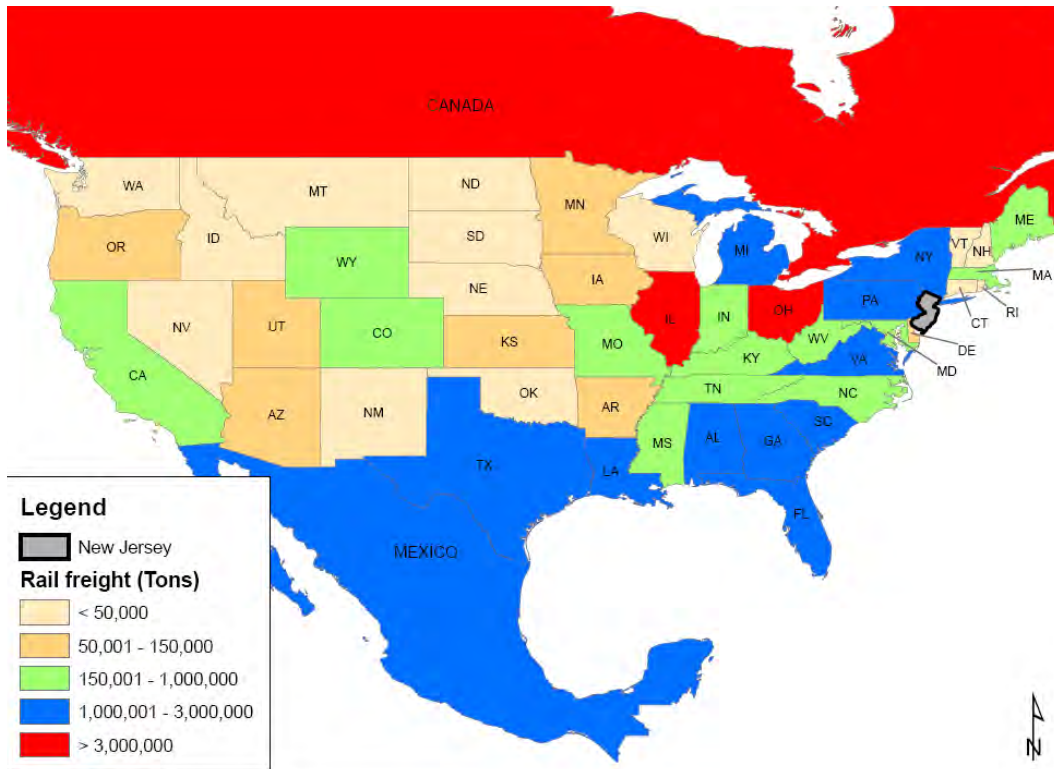 CANADA
WA
MT
ND
MN
OR
ID
SD
WI
MI
NY
VT
NH
ME
MA
WY
NE
IA
IL
IN
OH
PA
RI
CT
NV
UT
CO
KS
MO
WV
VA
DE
MD
CA
KY
AZ
NM
OK
AR
TN
NC
SC
MS
AL
GA
TX
LA
FL
MEXICO
Legend
New Jersey
Rail freight (Tons)
< 50,000
50,001 - 150,000
150,001 - 1,000,000
1,000,001 - 3,000,000
> 3,000,000
N